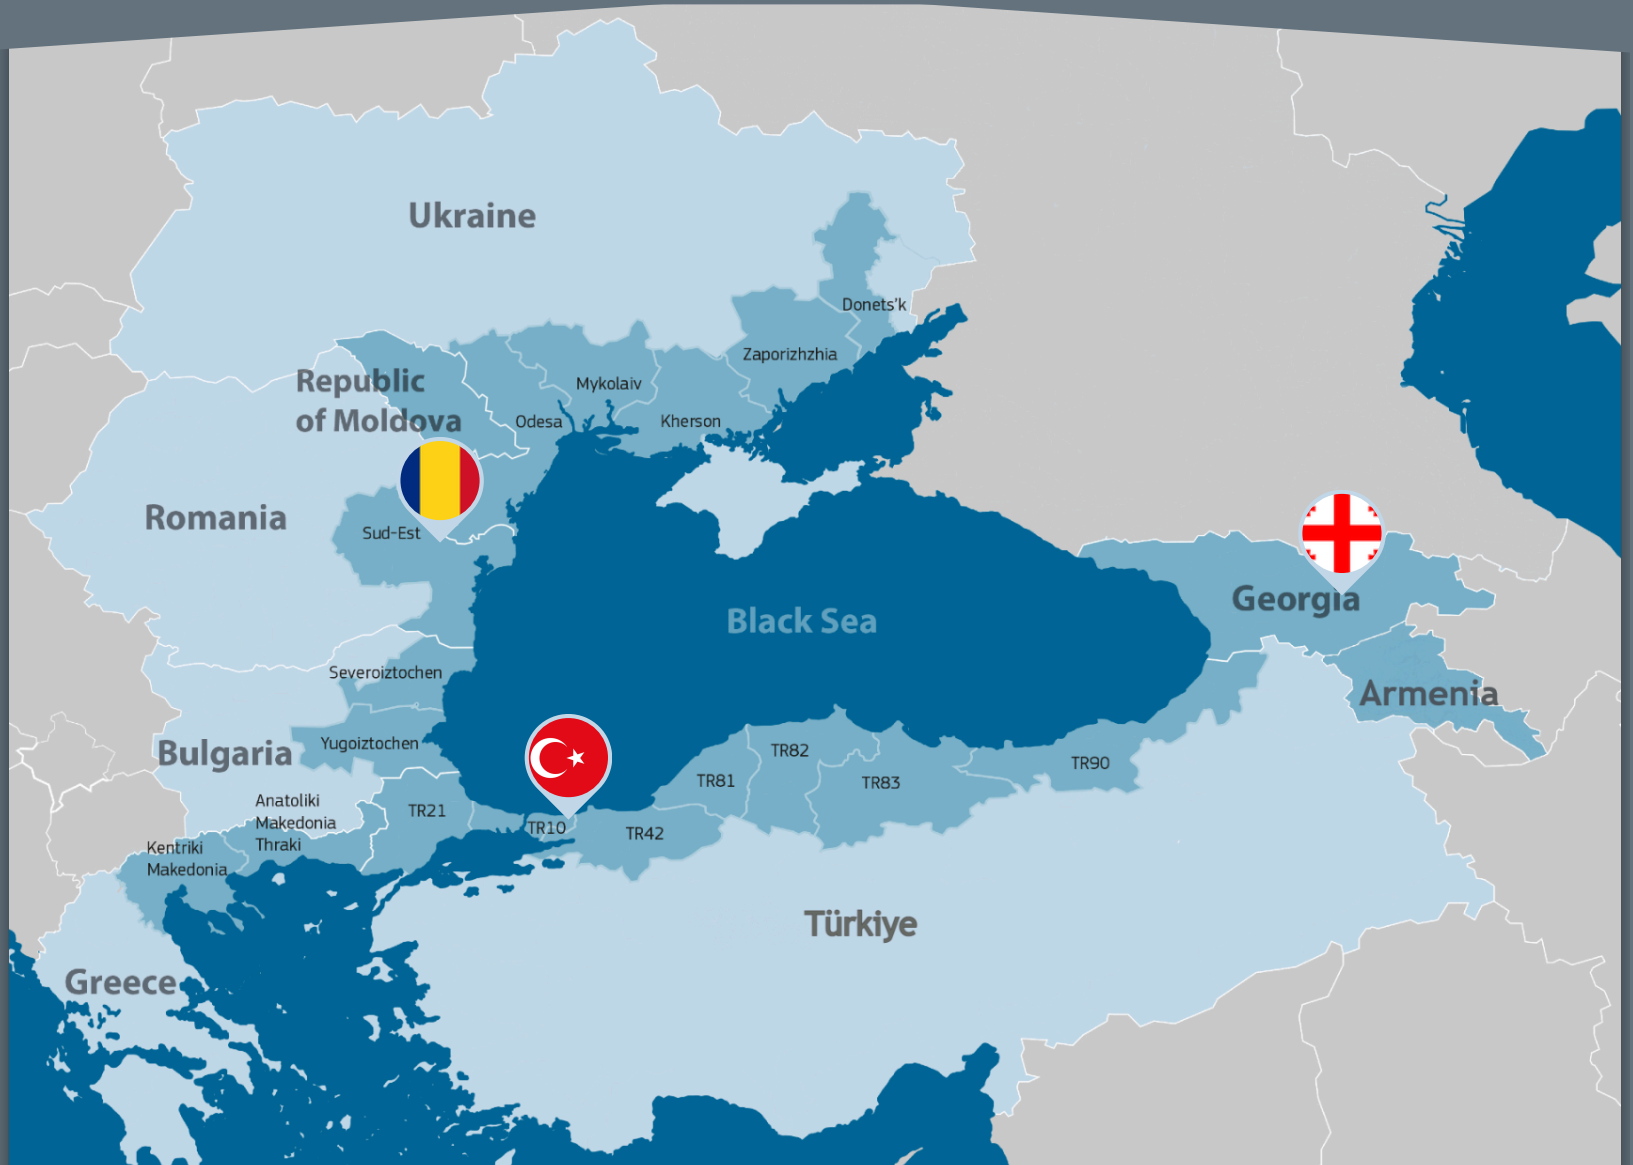 Ukraine
Donets'k
Zaporizhzhia
Republic
of Moldova
Mykolaiv
Odesa
Kherson
Romania
Sud-Est
Georgia
Black Sea
Severoiztochen
Armenia
Bulgaria
Yugoiztochen
TR82
TR90
TR81
TR83
Anatoliki
Makedonia
Thraki
TR21
TR10
TR42
Kentriki
Makedonia
Türkiye
Greece